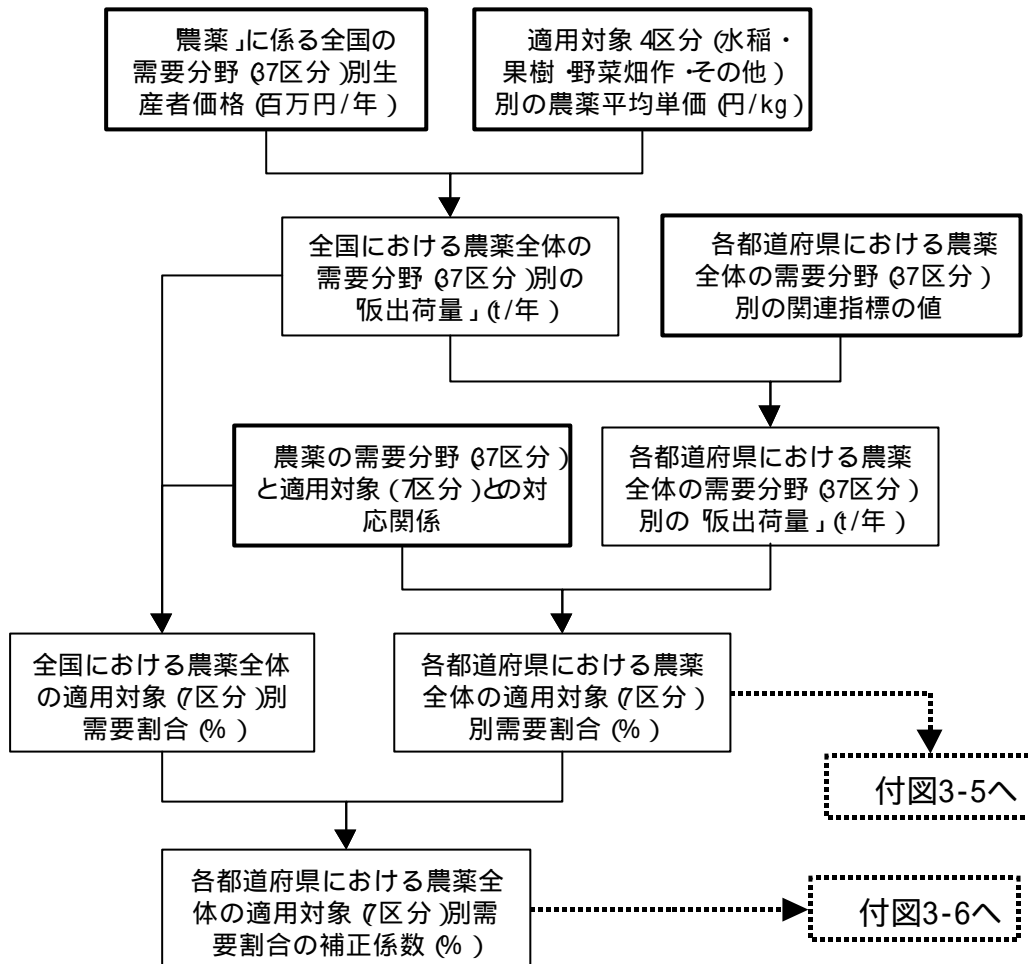 「農薬」に係る全国の
需要分野(37区分)別生
産者価格(百万円/年)
適用対象4区分(水稲・
果樹・野菜畑作・その他)
別の農薬平均単価(円/kg)
全国における農薬全体の
需要分野(37区分)別の
「仮出荷量」(t/年)
各都道府県における農薬
全体の需要分野(37区分)
別の関連指標の値
農薬の需要分野(37区分)
と適用対象(7区分)との対
応関係
各都道府県における農薬
全体の需要分野(37区分)
別の「仮出荷量」(t/年)
全国における農薬全体
の適用対象(7区分)別
需要割合(%)
各都道府県における農薬
全体の適用対象(7区分)
別需要割合(%)
付図3-5へ
各都道府県における農薬全
体の適用対象(7区分)別需
要割合の補正係数(%)
付図3-6へ